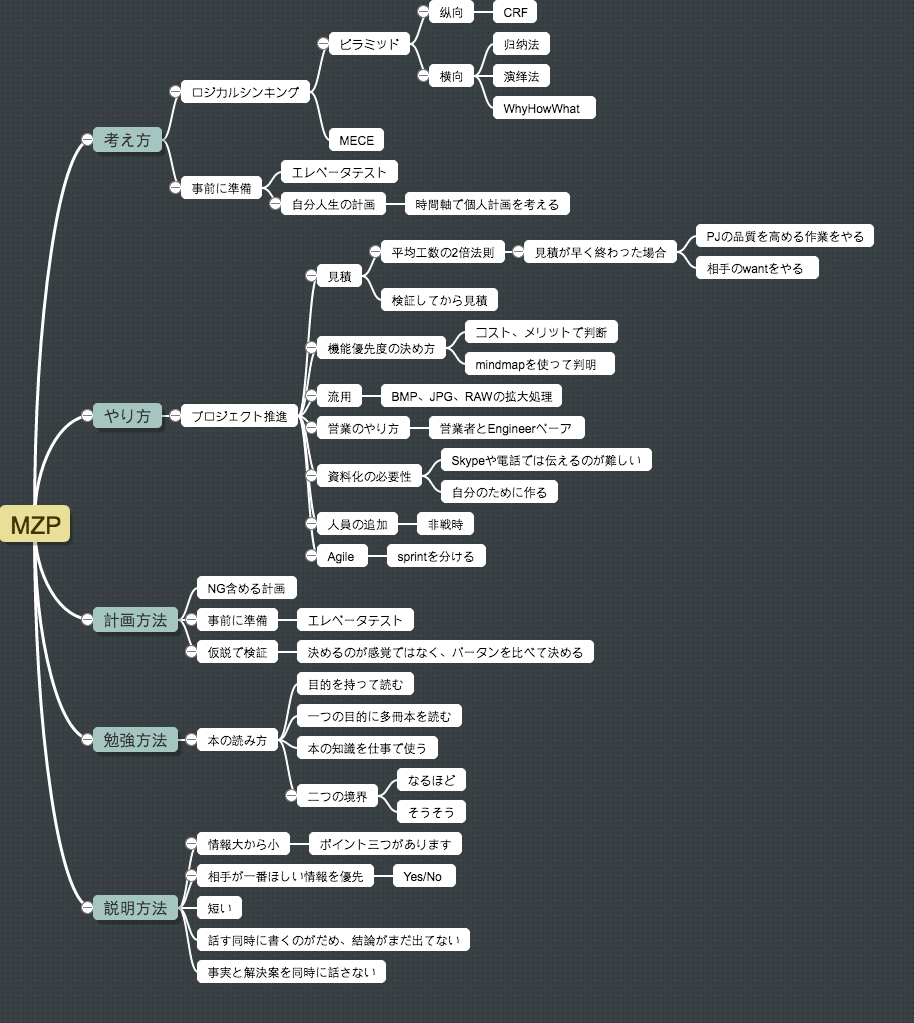 MZP
考え方
ロジカルシンキング
ピラミッド
纵向
CRF
横向
归纳法
演绎法
WhyHowWhat
MECE
事前に準備
エレベータテスト
自分人生の計画
時間軸で個人計画を考える
やり方
プロジェクト推進
見積
平均工数の2倍法則
見積が早く終わった場合
PJの品質を高める作業をやる
相手のwantをやる
検証してから見積
機能優先度の決め方
コスト、メリットで判断
mindmapを使って判明
流用
BMP、JPG、RAWの拡大処理
営業のやり方
営業者とEngineerペーア
資料化の必要性
Skypeや電話では伝えるのが難しい
自分のために作る
人員の追加
非戦時
Agile
sprintを分ける
計画方法
NG含める計画
事前に準備
エレベータテスト
仮説で検証
決めるのが感覚ではなく、パータンを比べて決める
勉強方法
本の読み方
目的を持って読む
一つの目的に多冊本を読む
本の知識を仕事で使う
二つの境界
なるほど
そうそう
説明方法
情報大から小
ポイント三つがあります
相手が一番ほしい情報を優先
Yes/No
短い
話す同時に書くのがだめ、結論がまだ出てない
事実と解決案を同時に話さない